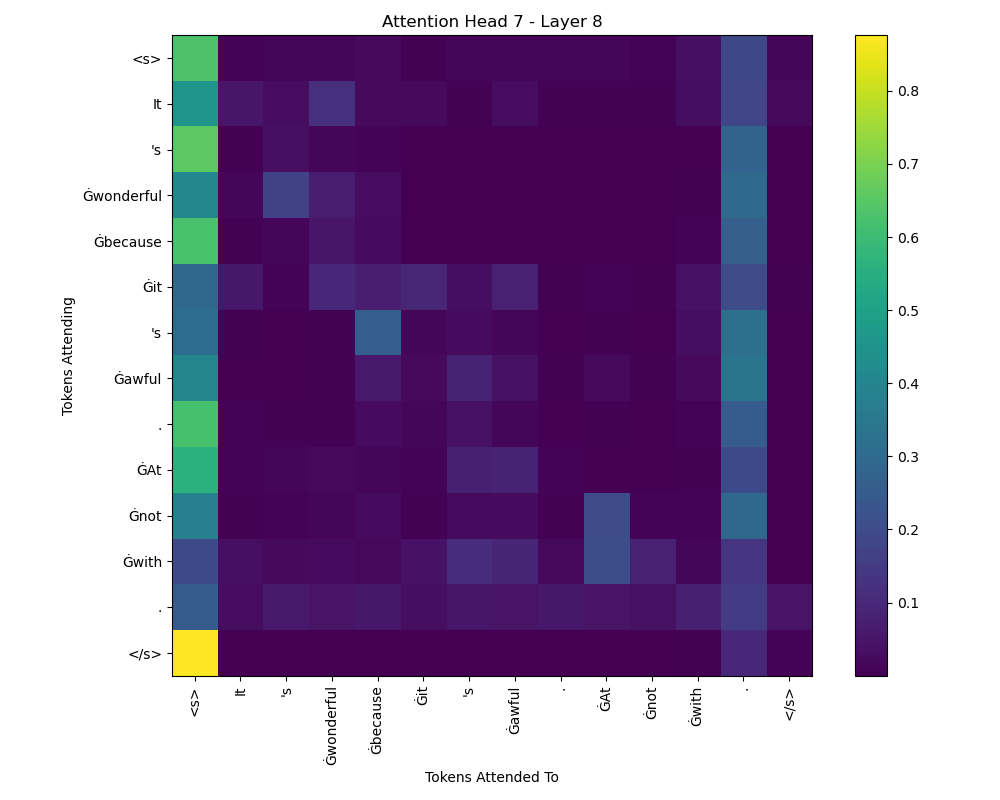 Attention Head 7 - Layer 8
Tokens Attending
<s>
It
's
Ġwonderful
Ġbecause
Ġit
's
Ġawful
.
ĠAt
Ġnot
Ġwith
.
</s>
<s>
It
's
Ġwonderful
Ġbecause
Ġit
's
Ġawful
.
ĠAt
Ġnot
Ġwith
.
</s>
Tokens Attended To
0.8
0.7
0.6
0.5
0.4
0.3
0.2
0.1